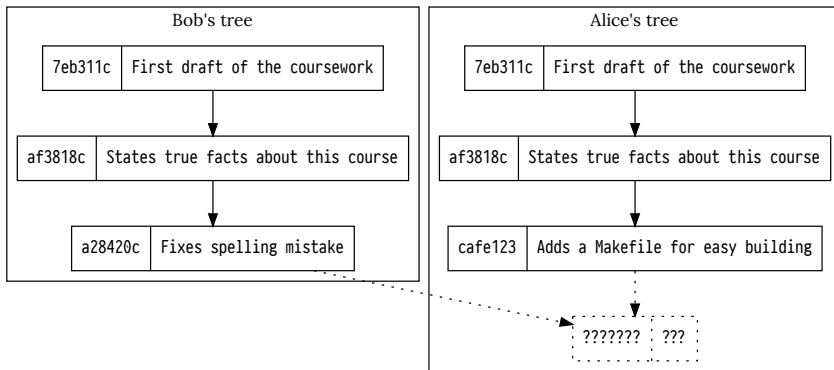 Bob's tree
7eb311c First draft of the coursework
af3818c States true facts about this course
a28420c Fixes spelling mistake
Alice's tree
7eb311c First draft of the coursework
af3818c States true facts about this course
cafe123 Adds a Makefile for easy building
??????? ???